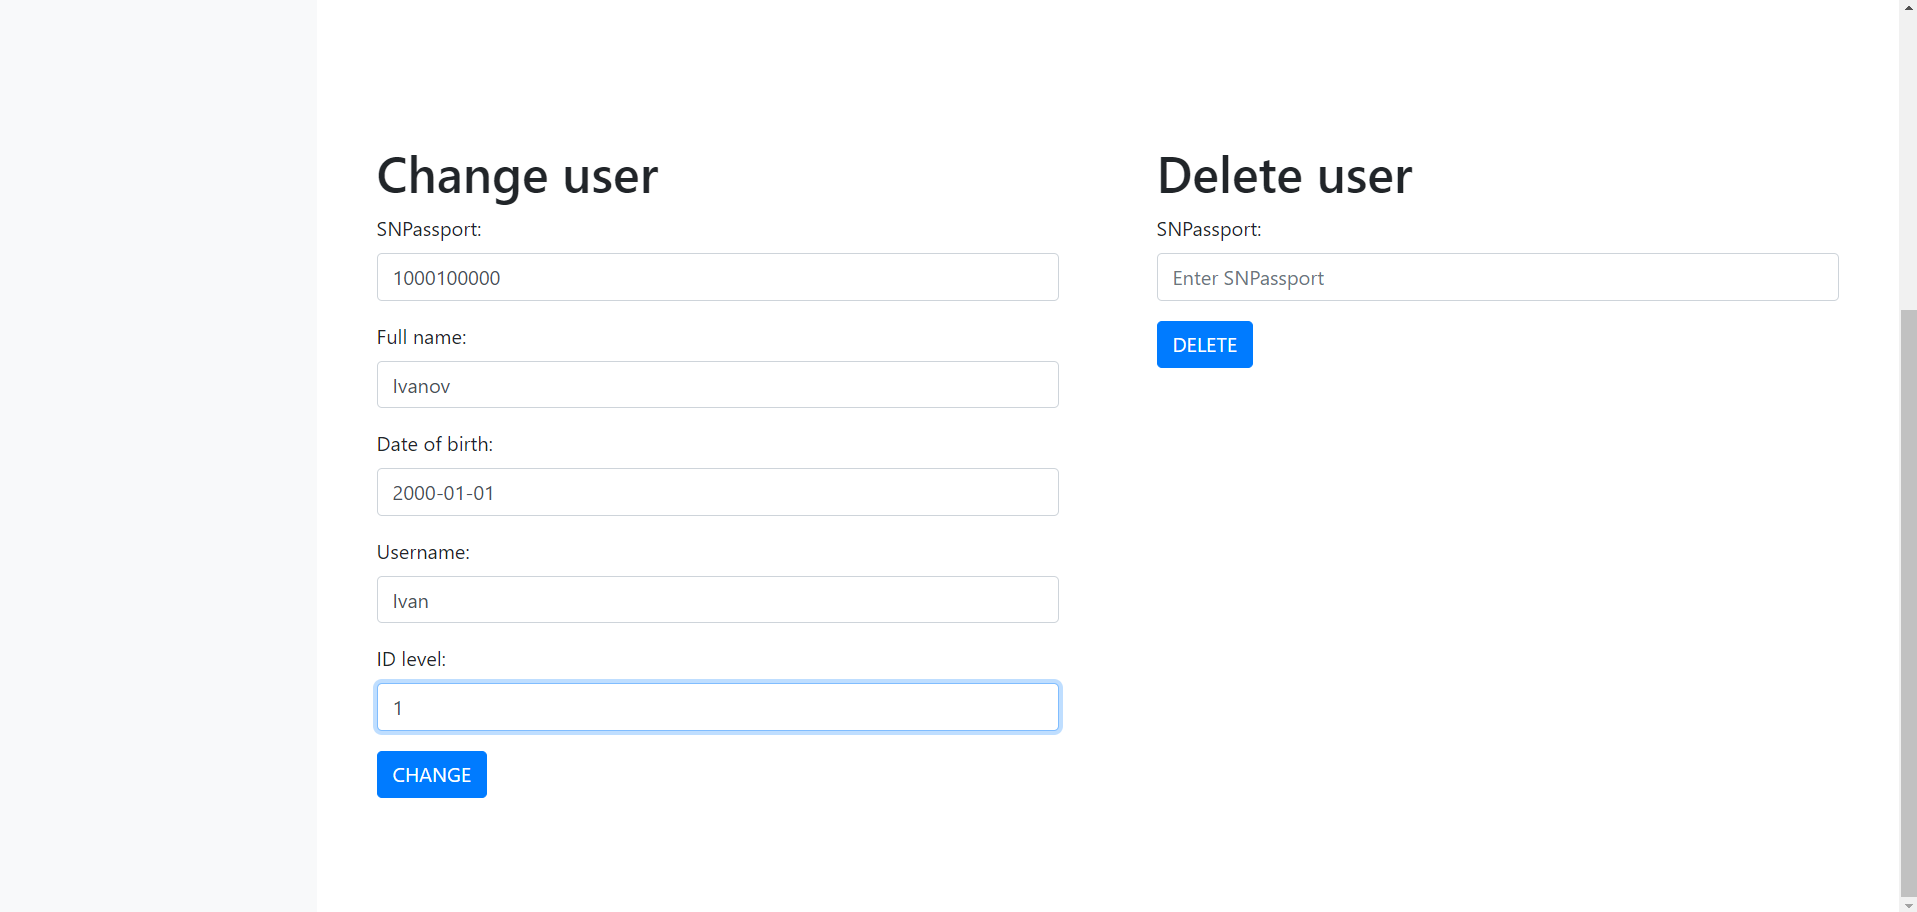 Change user
SNPassport:
1000100000
Full name:
Ivanov
Date of birth:
2000-01-01
Username:
Ivan
ID level:
1
CHANGE
Delete user
SNPassport:
Enter SNPassport
DELETE